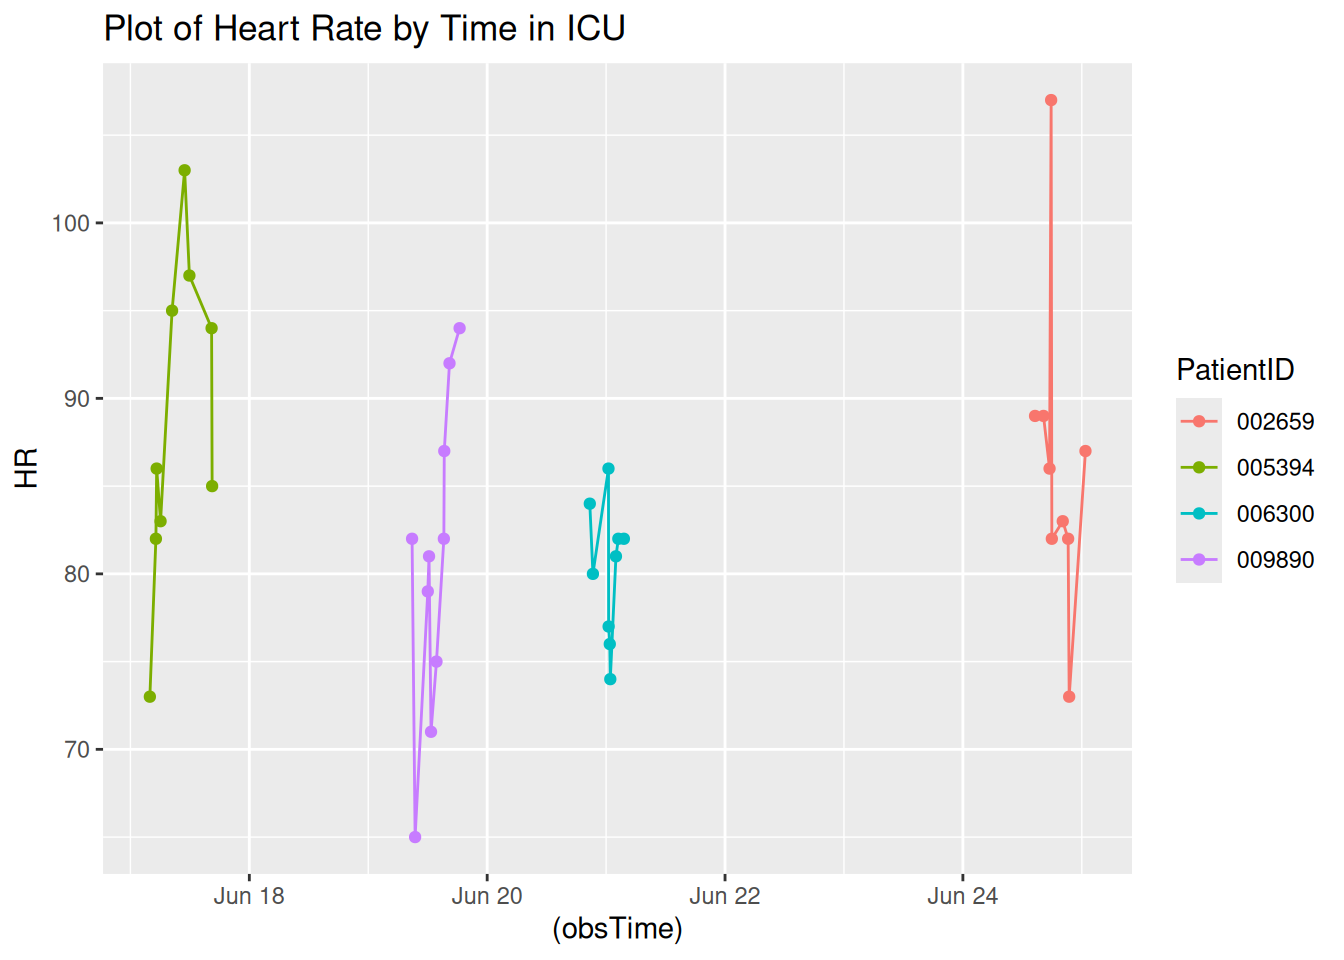 Plot of Heart Rate by Time in ICU
HR
100
90
80
70
Jun 18
Jun 20
Jun 22
Jun 24
(obsTime)
PatientID
002659
005394
006300
009890